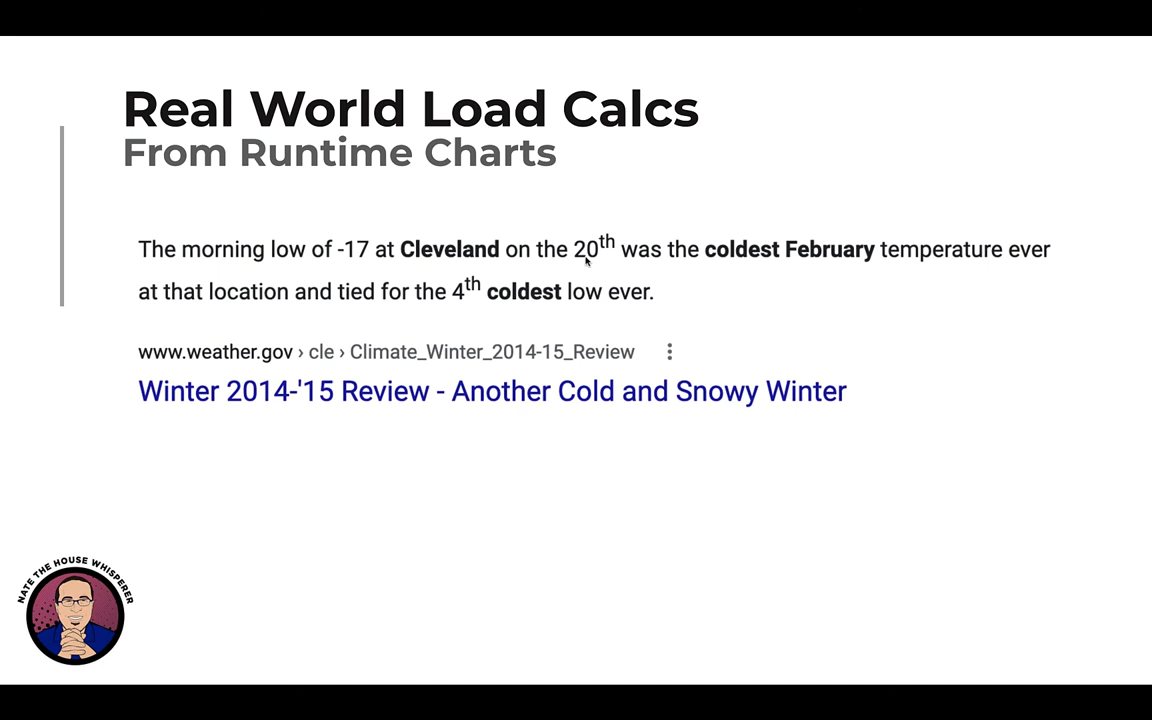 Real World Load Calcs
From Runtime Charts
The morning low of -17 at Cleveland on the 20th was the coldest February temperature ever
at that location and tied for the 4th coldest low ever.
www.weather.gov › cle › Climate_Winter_2014-15_Review
Winter 2014-'15 Review - Another Cold and Snowy Winter
NATE THE HOUSE WHISPERER